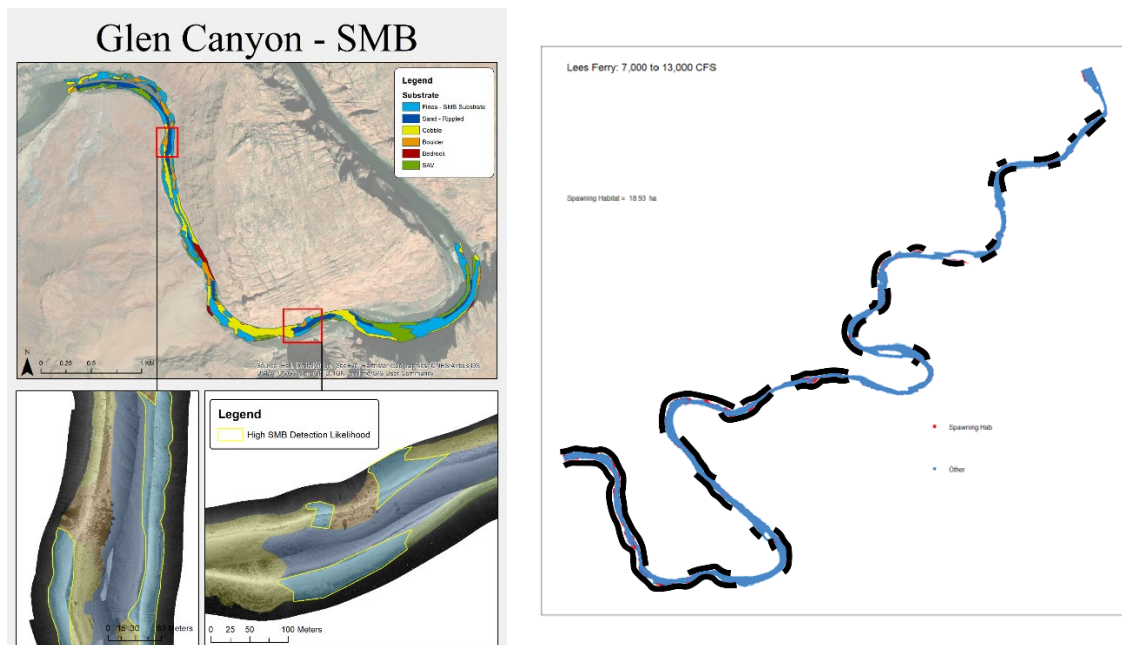 Glen Canyon - SMB
Legend
Substrate
Fines - SMB Substrate
Sand - Rippled
Cobble
Boulder
Bedrock
SAV
N
0 0.25 0.5 1 KM
Legend
High SMB Detection Likelihood
0 15 30 60 Meters
0 25 50 100 Meters
Lees Ferry: 7,000 to 13,000 CFS
Spawning Habitat = 18.93 ha
Spawning Hab
Other